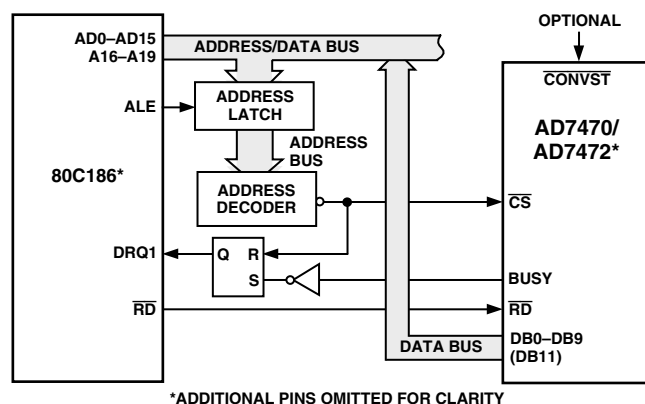 OPTIONAL
AD0–AD15
A16–A19
ADDRESS/DATA BUS
CONVST
ALE
ADDRESS
LATCH
AD7470/
AD7472*
ADDRESS
BUS
80C186*
ADDRESS
DECODER
CS
DRQ1
Q
R
S
BUSY
RD
RD
DB0–DB9
(DB11)
DATA BUS
*ADDITIONAL PINS OMITTED FOR CLARITY